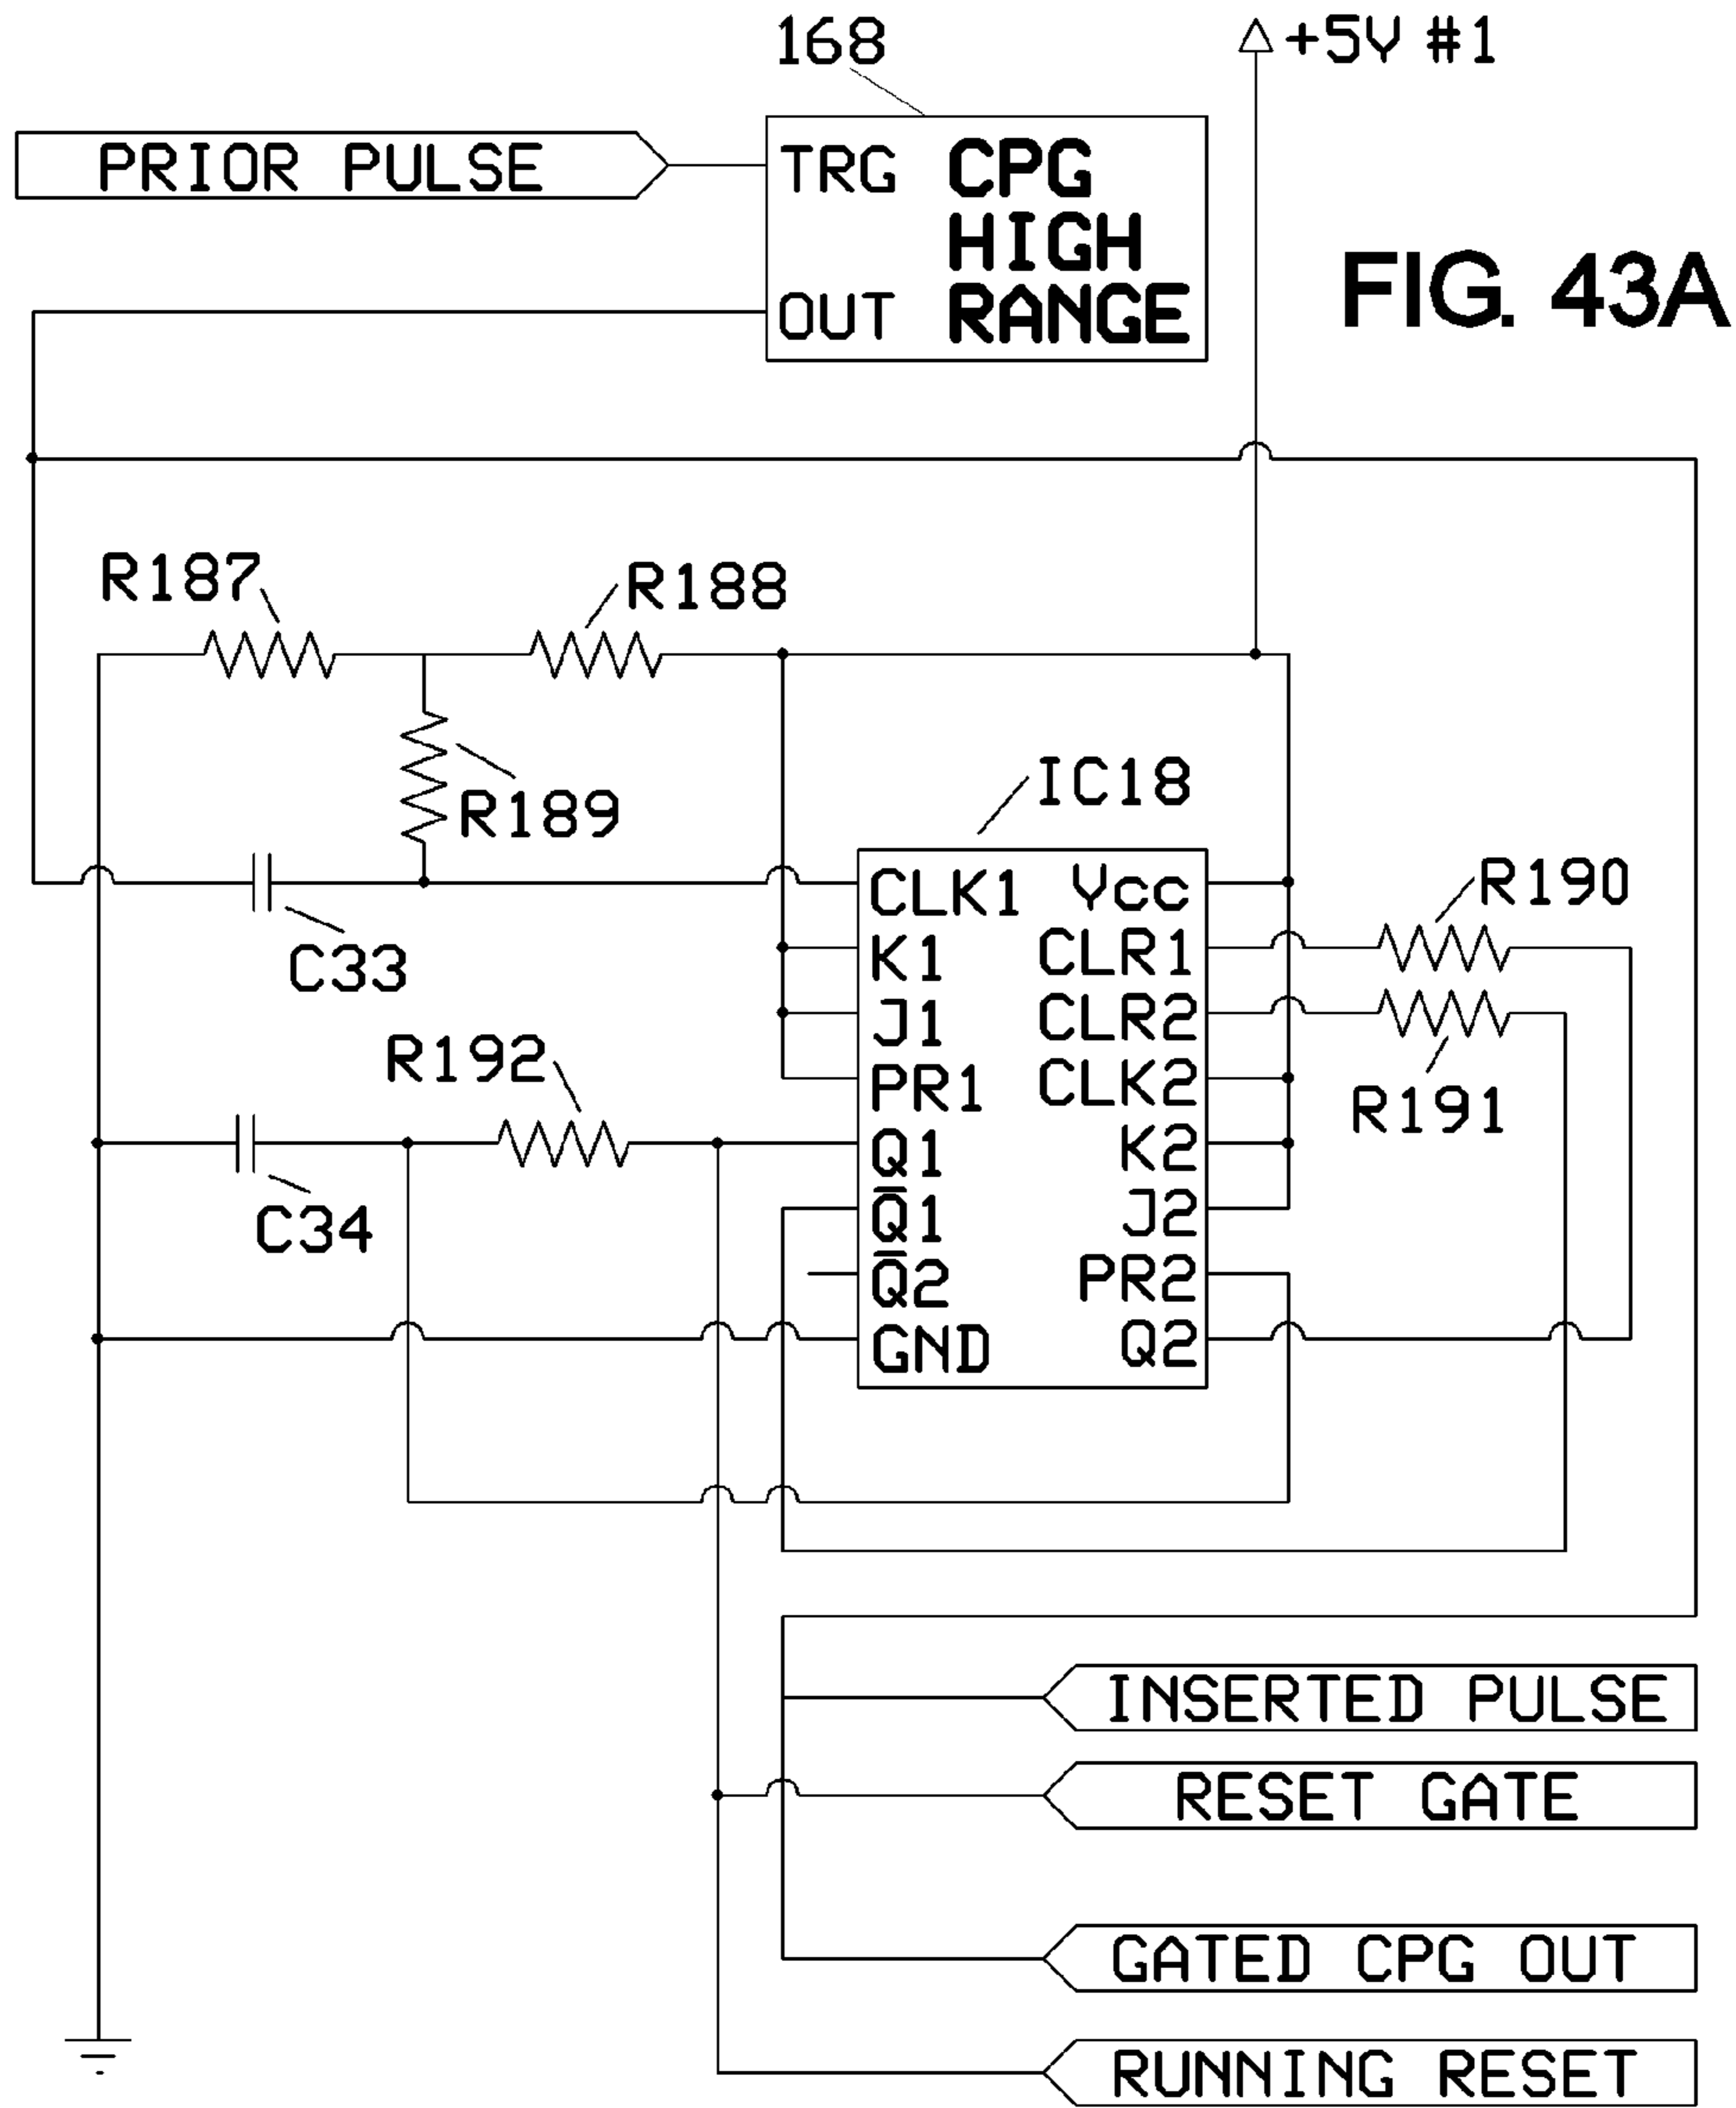 168
+5V #1
PRIOR PULSE
TRG
CPG
HIGH
RANGE
OUT
FIG. 43A
R187
R188
R189
IC18
CLK1
Vcc
R190
K1
CLR1
C33
J1
CLR2
R192
PR1
CLK2
R191
Q1
K2
C34
Q̅1
J2
Q̅2
PR2
GND
Q2
INSERTED PULSE
RESET GATE
GATED CPG OUT
RUNNING RESET